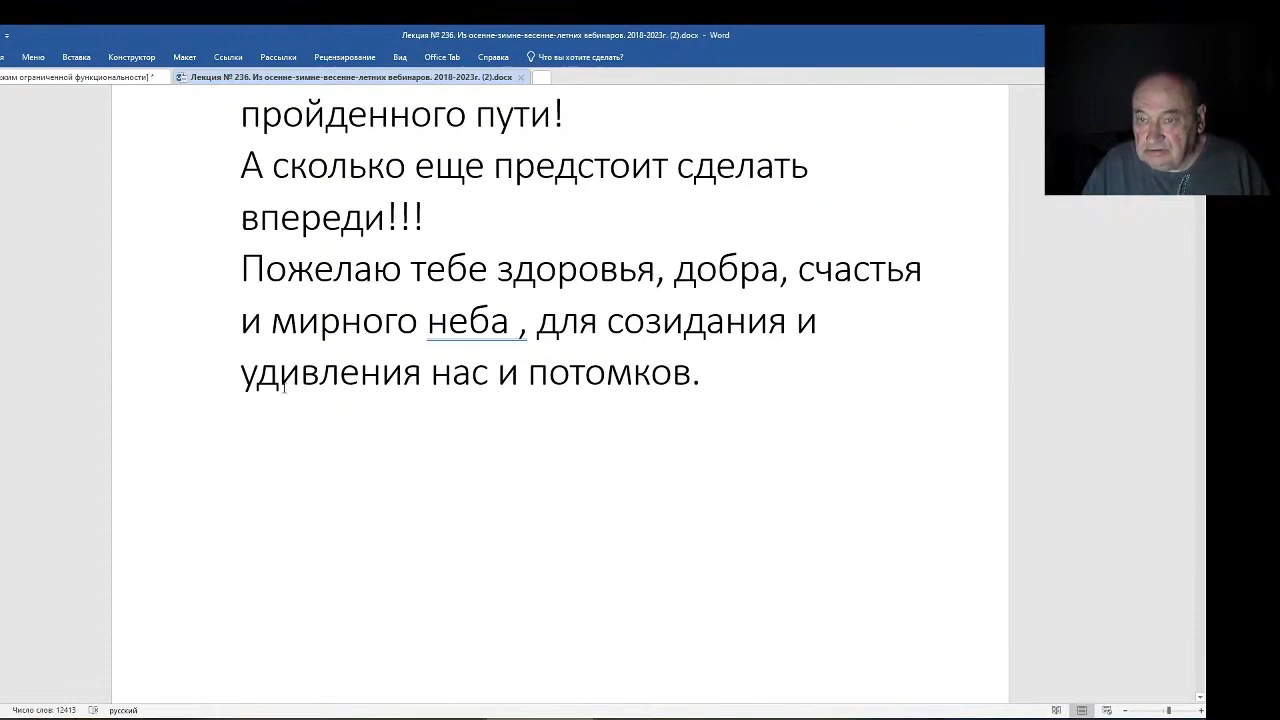 Лекция № 236. Из осенне-зимне-весенне-летних вебинаров. 2018-2023г. (2).docx - Word
я Меню Вставка Конструктор Макет Ссылки Рассылки Рецензирование Вид Office Tab Справка Что вы хотите сделать?
жим ограниченной функциональности] * Лекция № 236. Из осенне-зимне-весенне-летних вебинаров. 2018-2023г. (2).docx
пройденного пути!
А сколько еще предстоит сделать
впереди!!!
Пожелаю тебе здоровья, добра, счастья
и мирного неба , для созидания и
удивления нас и потомков.
Число слов: 12413 русский